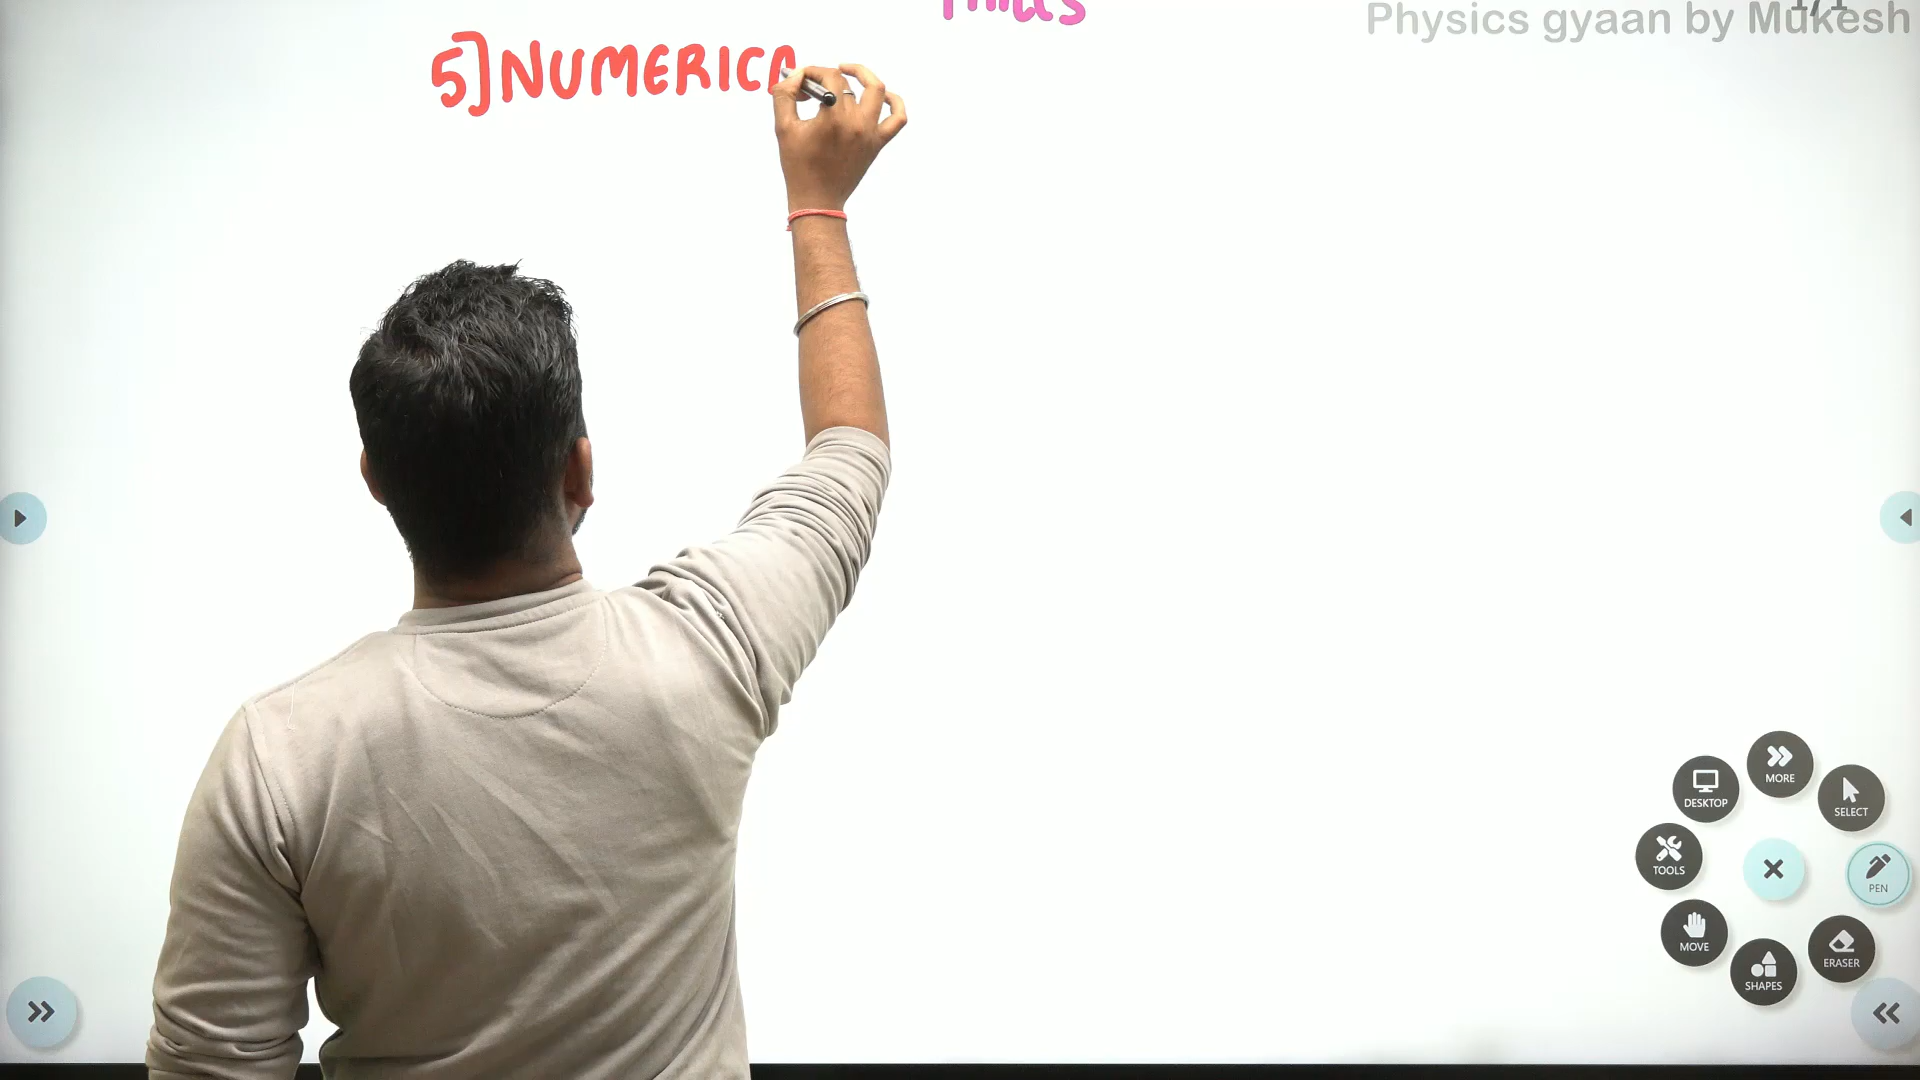 Physics gyaan by Mukesh
5]NUMERICA
MORE
DESKTOP
SELECT
TOOLS
PEN
MOVE
ERASER
SHAPES